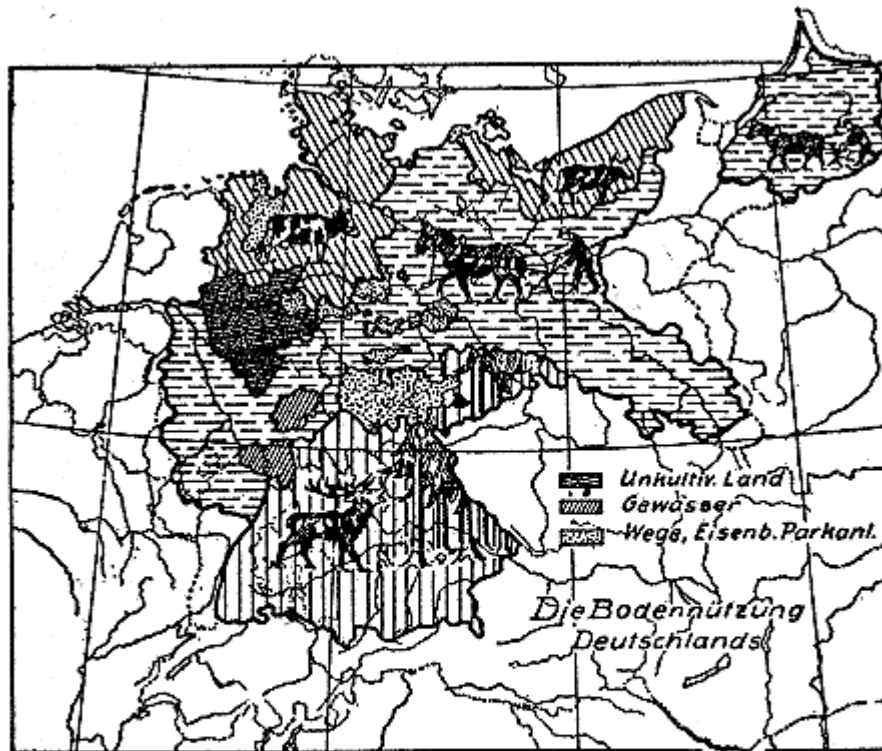 Unkultiv. Land
Gewässer
Wege, Eisenb. Parkanl.
Die Bodennützung
Deutschlands